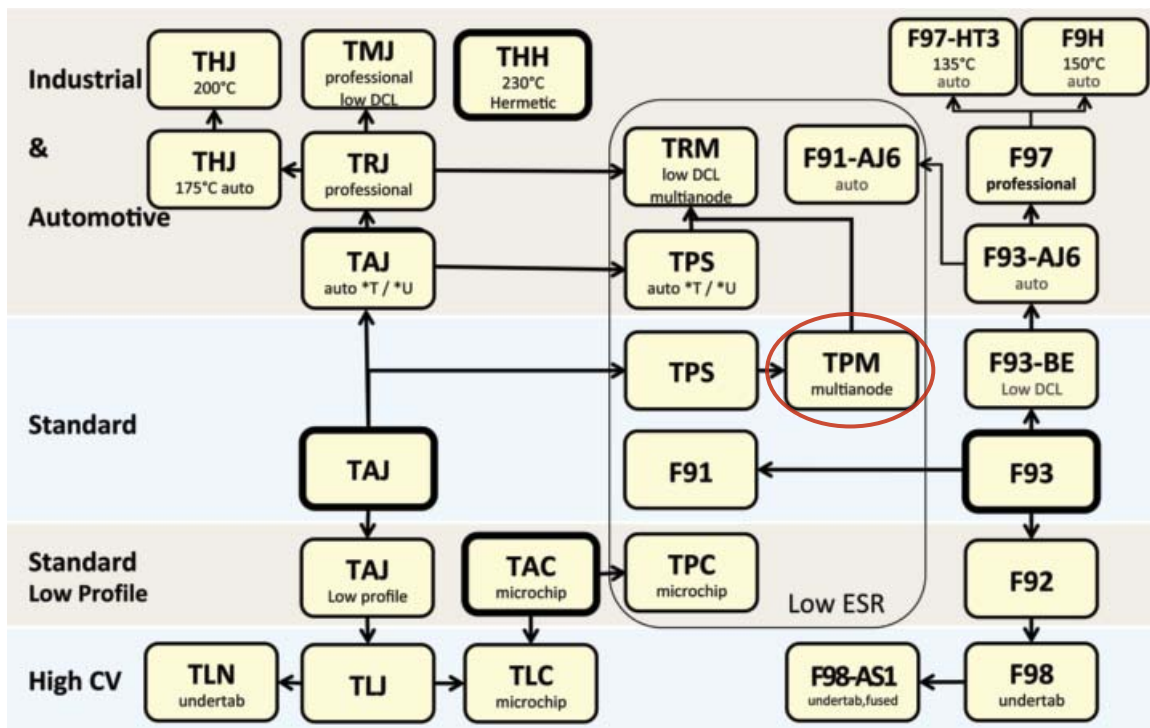 Industrial
&
Automotive
THJ
200°C
TMJ
professional
low DCL
THH
230°C
Hermetic
F97-HT3
135°C
auto
F9H
150°C
auto
THJ
175°C auto
TRJ
professional
TRM
low DCL
multianode
F91-AJ6
auto
F97
professional
TAJ
auto *T / *U
TPS
auto *T / *U
F93-AJ6
auto
Standard
TPS
TPM
multianode
F93-BE
Low DCL
TAJ
F91
F93
Standard
Low Profile
TAJ
Low profile
TAC
microchip
TPC
microchip
Low ESR
F92
High CV
TLN
undertab
TLJ
TLC
microchip
F98-AS1
undertab,fused
F98
undertab